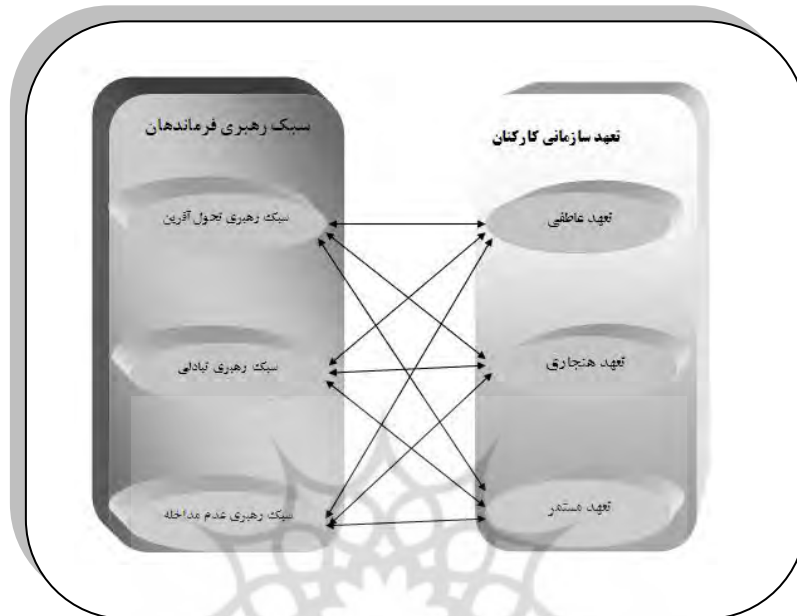 تعهد سازمانی کارکنان
تعهد عاطفی
تعهد هنجاری
تعهد مستمر
سبک رهبری فرماندهان
سبک رهبری تحول آفرین
سبک رهبری تبادلی
سبک رهبری عدم مداخله